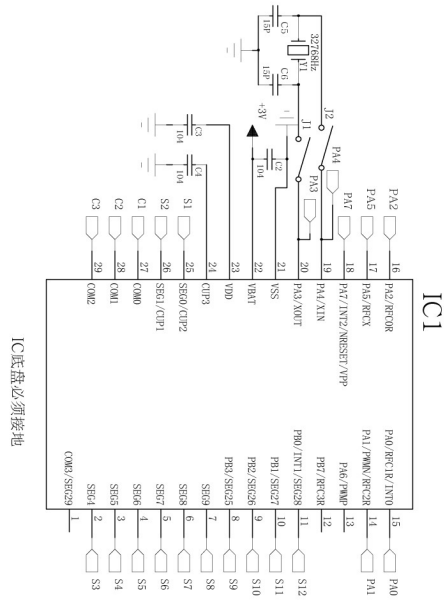 IC1
PA2
16
PA2/RFC0R
PA5
17
PA5/RFCX
PA7
18
PA7/INT2/NRESET/VPP
PA4
19
PA4/XIN
PA3
20
PA3/XOUT
21
VSS
22
VBAT
23
VDD
24
CUP3
S1
25
SEG0/CUP2
S2
26
SEG1/CUP1
C1
27
COM0
C2
28
COM1
C3
29
COM2
J2
J1
32768Hz
Y1
C5
15P
C6
15P
+3V
C2
104
C3
104
C4
104
PA0/RFC1R/INT0
15
PA0
PA1/PWMN/RFC2R
14
PA1
PA6/PWMP
13
PB7/RFC3R
12
PB0/INT1/SEG28
11
S12
PB1/SEG27
10
S11
PB2/SEG26
9
S10
PB3/SEG25
8
S9
SEG9
7
S8
SEG8
6
S7
SEG7
5
S6
SEG6
4
S5
SEG5
3
S4
SEG4
2
S3
COM3/SEG29
1
IC底盘必须接地